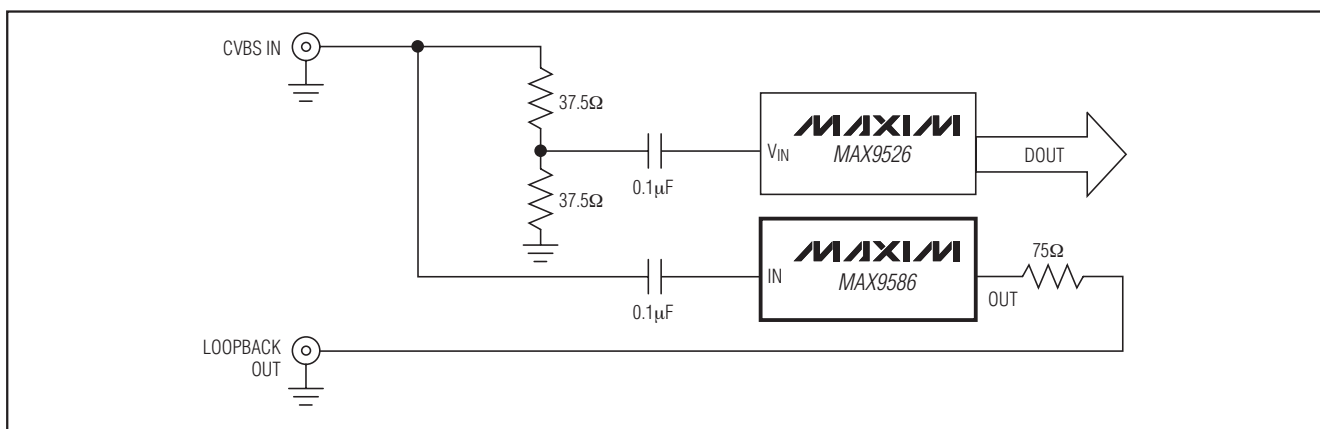 CVBS IN
37.5Ω
37.5Ω
0.1μF
VIN
MAXIM
MAX9526
DOUT
0.1μF
IN
MAXIM
MAX9586
OUT
75Ω
LOOPBACK
OUT